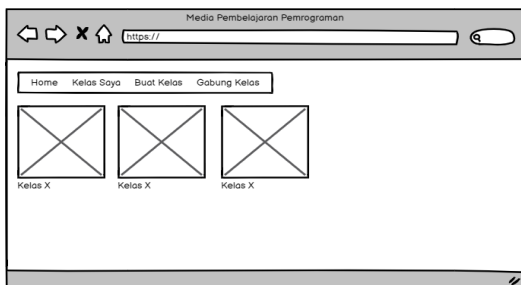 Media Pembelajaran Pemrograman
https://
Home Kelas Saya Buat Kelas Gabung Kelas
Kelas X Kelas X Kelas X